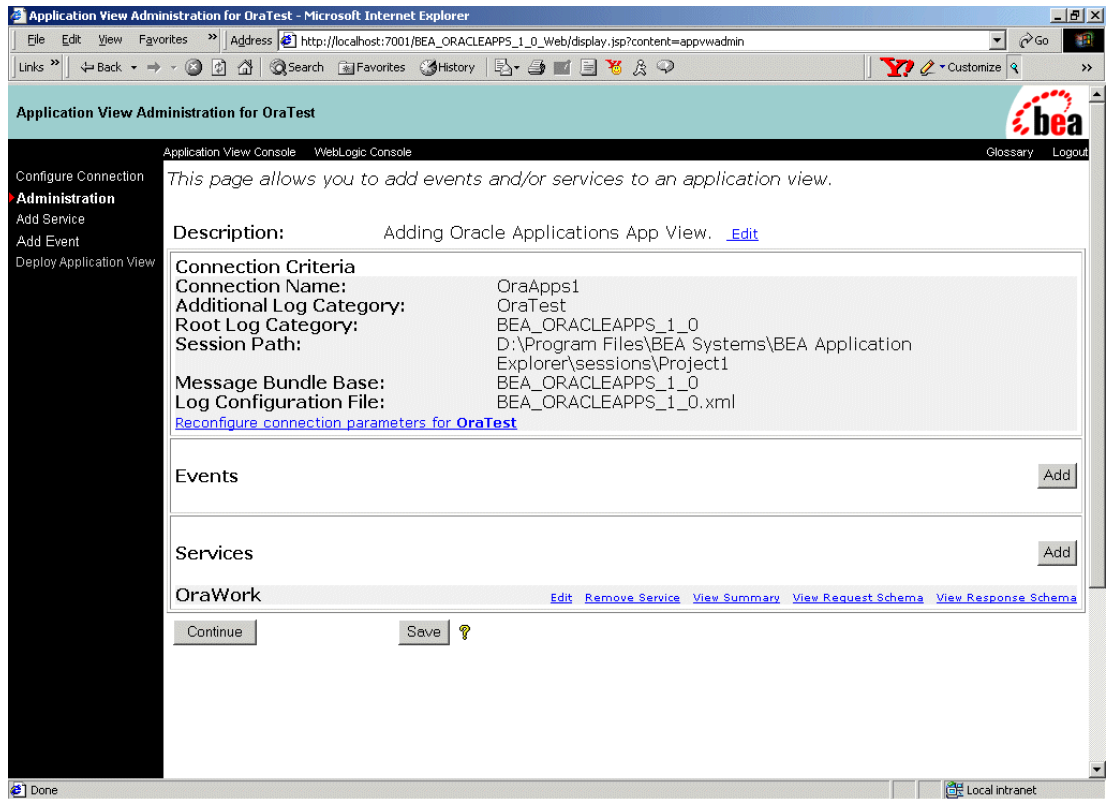 Application View Administration for OraTest - Microsoft Internet Explorer
File Edit View Favorites » Address http://localhost:7001/BEA_ORACLEAPPS_1_0_Web/display.jsp?content=appvwadmin Go
Links » Back Search Favorites History Y! Customize »
Application View Administration for OraTest
bea
Application View Console WebLogic Console Glossary Logout
Configure Connection
Administration
Add Service
Add Event
Deploy Application View
This page allows you to add events and/or services to an application view.
Description: Adding Oracle Applications App View. Edit
Connection Criteria
Connection Name: OraApps1
Additional Log Category: OraTest
Root Log Category: BEA_ORACLEAPPS_1_0
Session Path: D:\Program Files\BEA Systems\BEA Application
Explorer\sessions\Project1
Message Bundle Base: BEA_ORACLEAPPS_1_0
Log Configuration File: BEA_ORACLEAPPS_1_0.xml
Reconfigure connection parameters for OraTest
Events Add
Services Add
OraWork Edit Remove Service View Summary View Request Schema View Response Schema
Continue Save ?
Done Local intranet